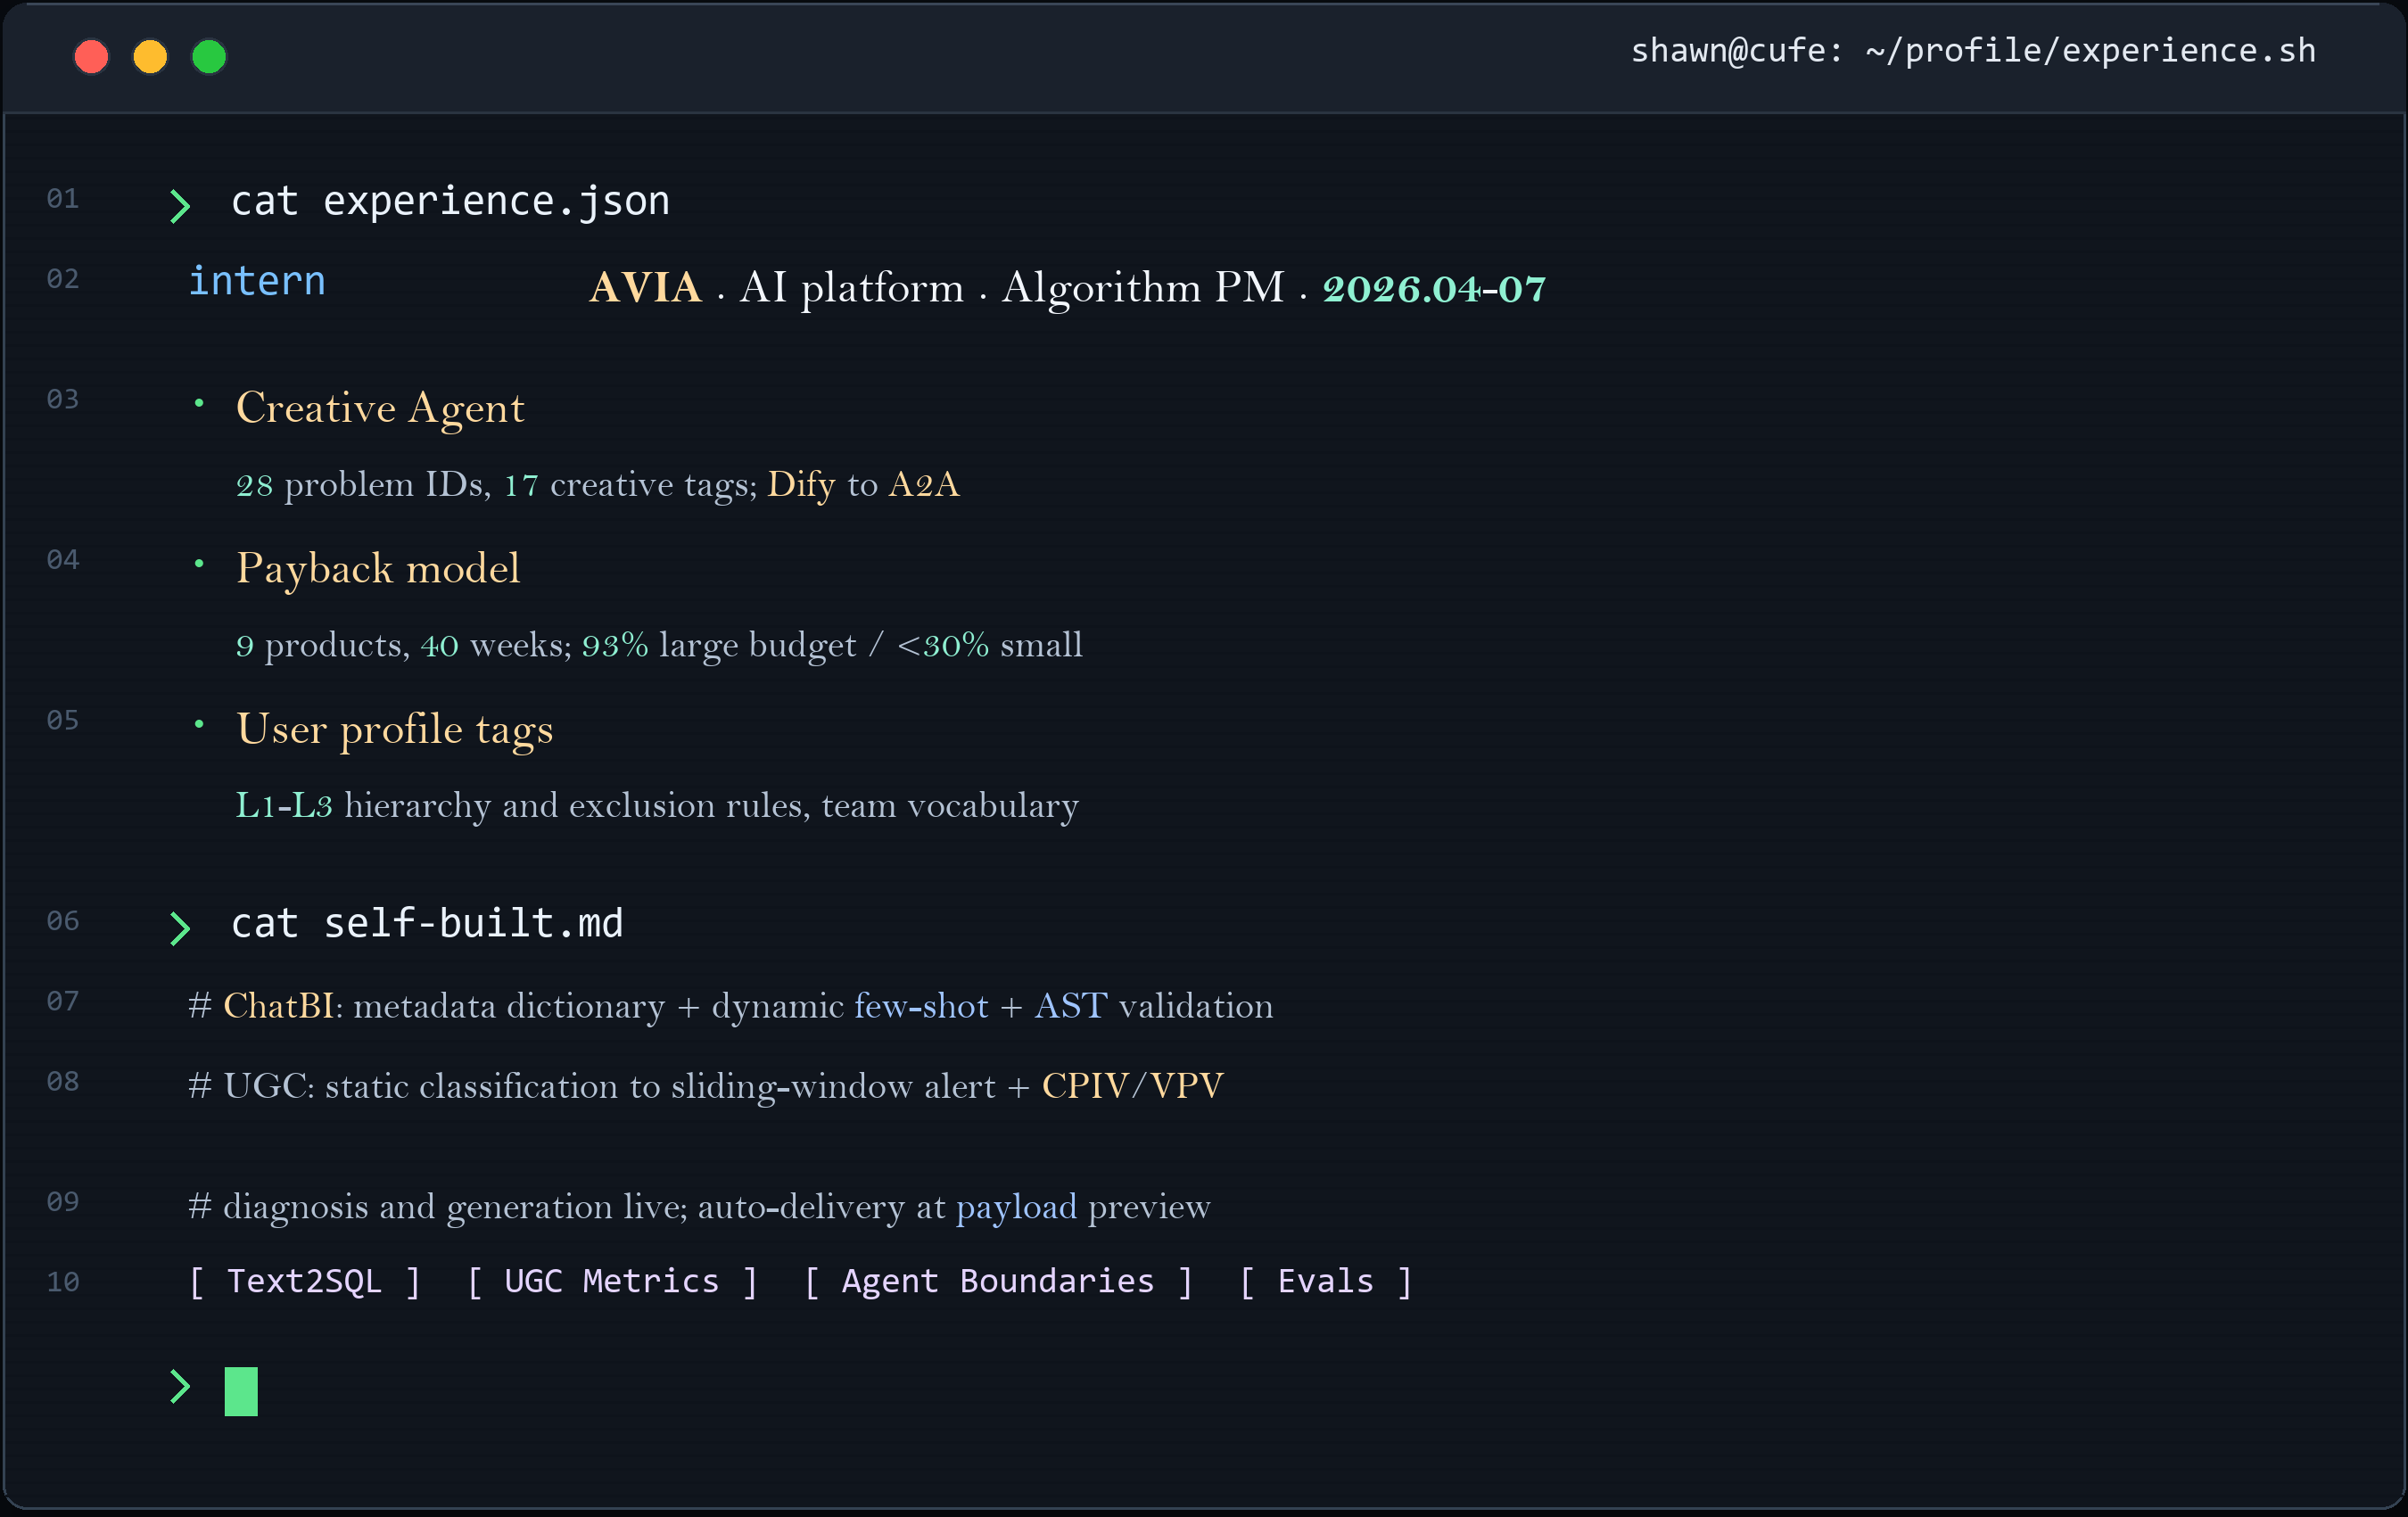 shawn@cufe: ~/profile/experience.sh
01 > cat experience.json
02 intern AVIA · AI platform · Algorithm PM · 2026.04-07
03 · Creative Agent
28 problem IDs, 17 creative tags; Dify to A2A
04 · Payback model
9 products, 40 weeks; 93% large budget / <30% small
05 · User profile tags
L1-L3 hierarchy and exclusion rules, team vocabulary
06 > cat self-built.md
07 # ChatBI: metadata dictionary + dynamic few-shot + AST validation
08 # UGC: static classification to sliding-window alert + CPIV/VPV
09 # diagnosis and generation live; auto-delivery at payload preview
10 [ Text2SQL ] [ UGC Metrics ] [ Agent Boundaries ] [ Evals ]
>